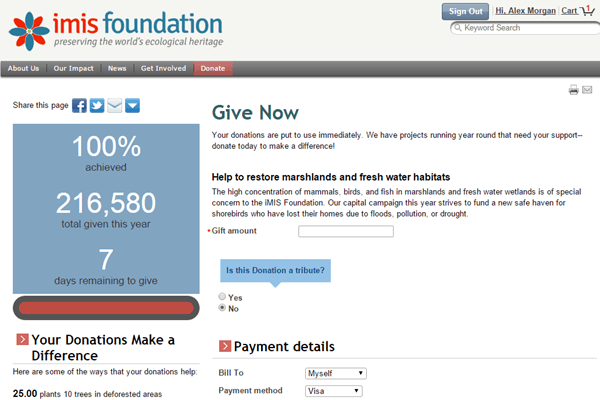 imis foundation
preserving the world's ecological heritage
Sign Out
Hi, Alex Morgan
Cart 1
Keyword Search
About Us
Our Impact
News
Get Involved
Donate
Share this page
100%
achieved
216,580
total given this year
7
days remaining to give
Your Donations Make a
Difference
Here are some of the ways that your donations help:
25.00 plants 10 trees in deforested areas
Give Now
Your donations are put to use immediately. We have projects running year round that need your support--
donate today to make a difference!
Help to restore marshlands and fresh water habitats
The high concentration of mammals, birds, and fish in marshlands and fresh water wetlands is of special
concern to the iMIS Foundation. Our capital campaign this year strives to fund a new safe haven for
shorebirds who have lost their homes due to floods, pollution, or drought.
•Gift amount
Is this Donation a tribute?
Yes
No
Payment details
Bill To Myself
Payment method Visa